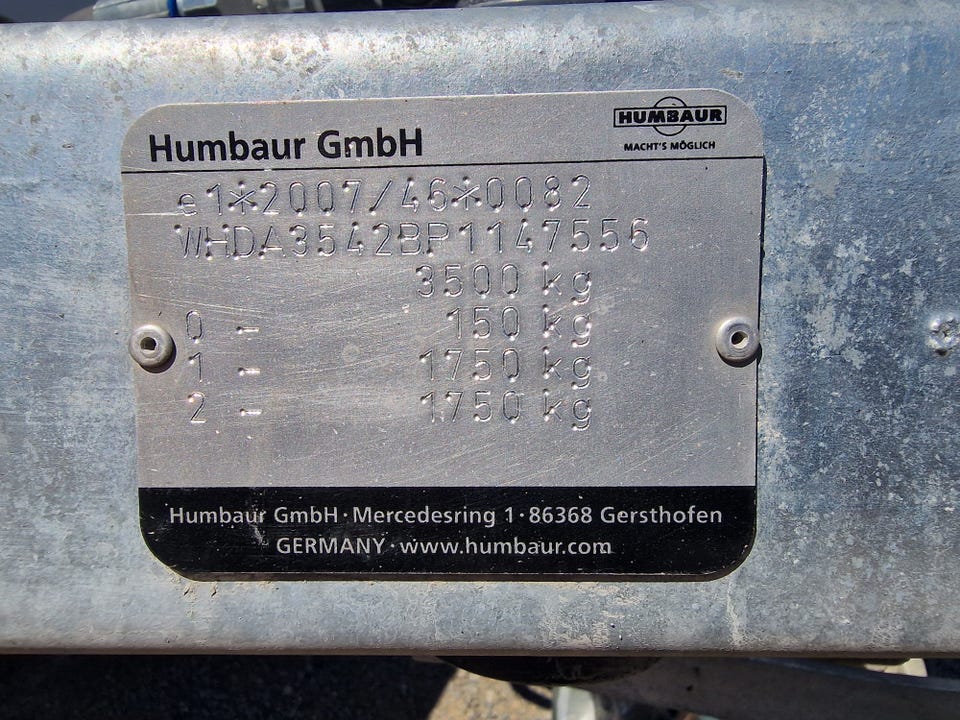 Humbaur GmbH
HUMBAUR
MACHT'S MÖGLICH
e1*2007/46*0082
WHDA3542BP1147556
3500 kg
0 - 150 kg
1 - 1750 kg
2 - 1750 kg
Humbaur GmbH · Mercedesring 1 · 86368 Gersthofen
GERMANY · www.humbaur.com